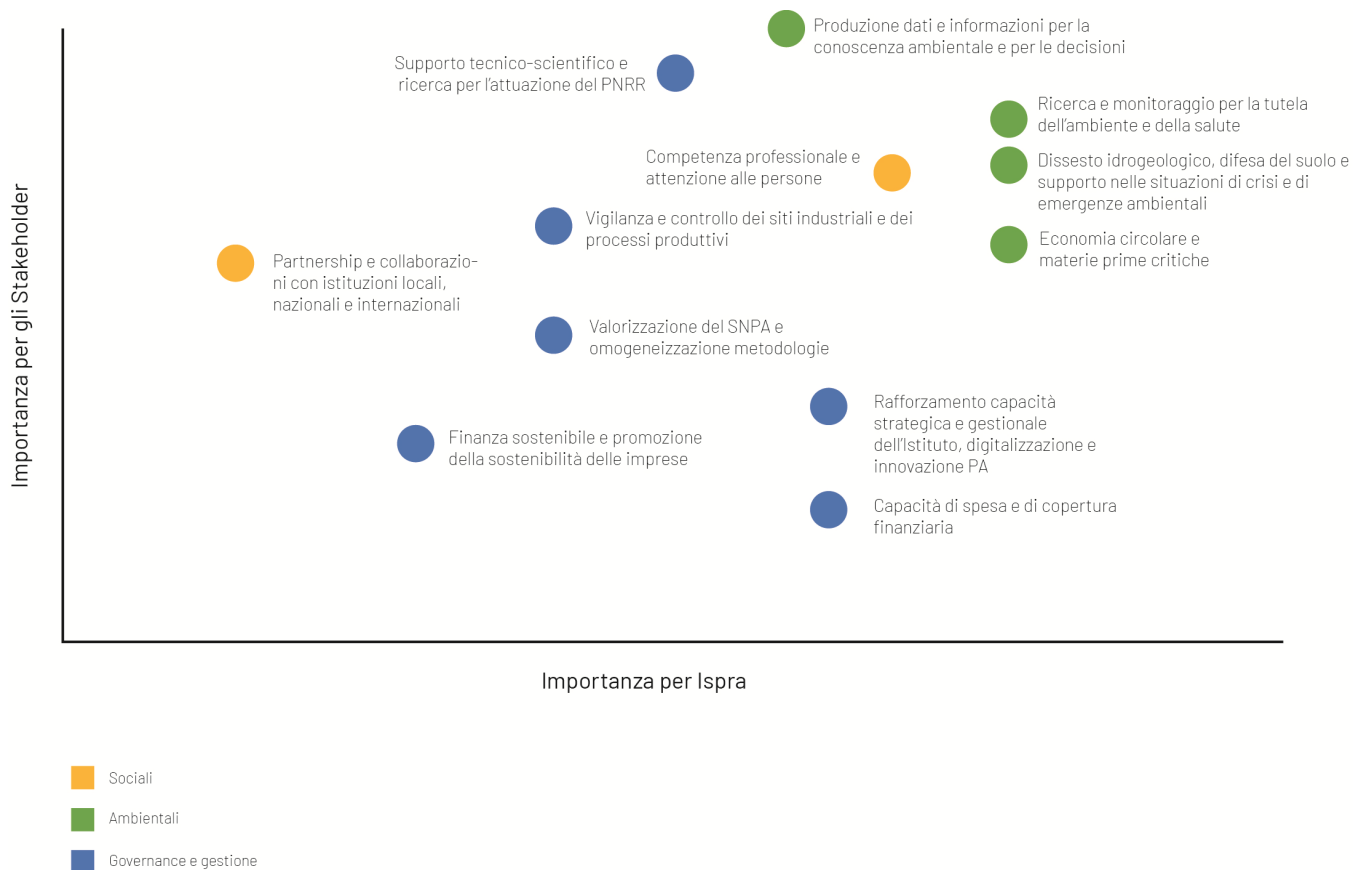 Produzione dati e informazioni per la
conoscenza ambientale e per le decisioni
Supporto tecnico-scientifico e
ricerca per l'attuazione del PNRR
Ricerca e monitoraggio per la tutela
dell'ambiente e della salute
Competenza professionale e
attenzione alle persone
Dissesto idrogeologico, difesa del suolo e
supporto nelle situazioni di crisi e di
emergenze ambientali
Vigilanza e controllo dei siti industriali e dei
processi produttivi
Economia circolare e
materie prime critiche
Partnership e collaborazio-
ni con istituzioni locali,
nazionali e internazionali
Valorizzazione del SNPA e
omogeneizzazione metodologie
Rafforzamento capacità
strategica e gestionale
dell'Istituto, digitalizzazione e
innovazione PA
Finanza sostenibile e promozione
della sostenibilità delle imprese
Capacità di spesa e di copertura
finanziaria
Importanza per gli Stakeholder
Importanza per Ispra
Sociali
Ambientali
Governance e gestione